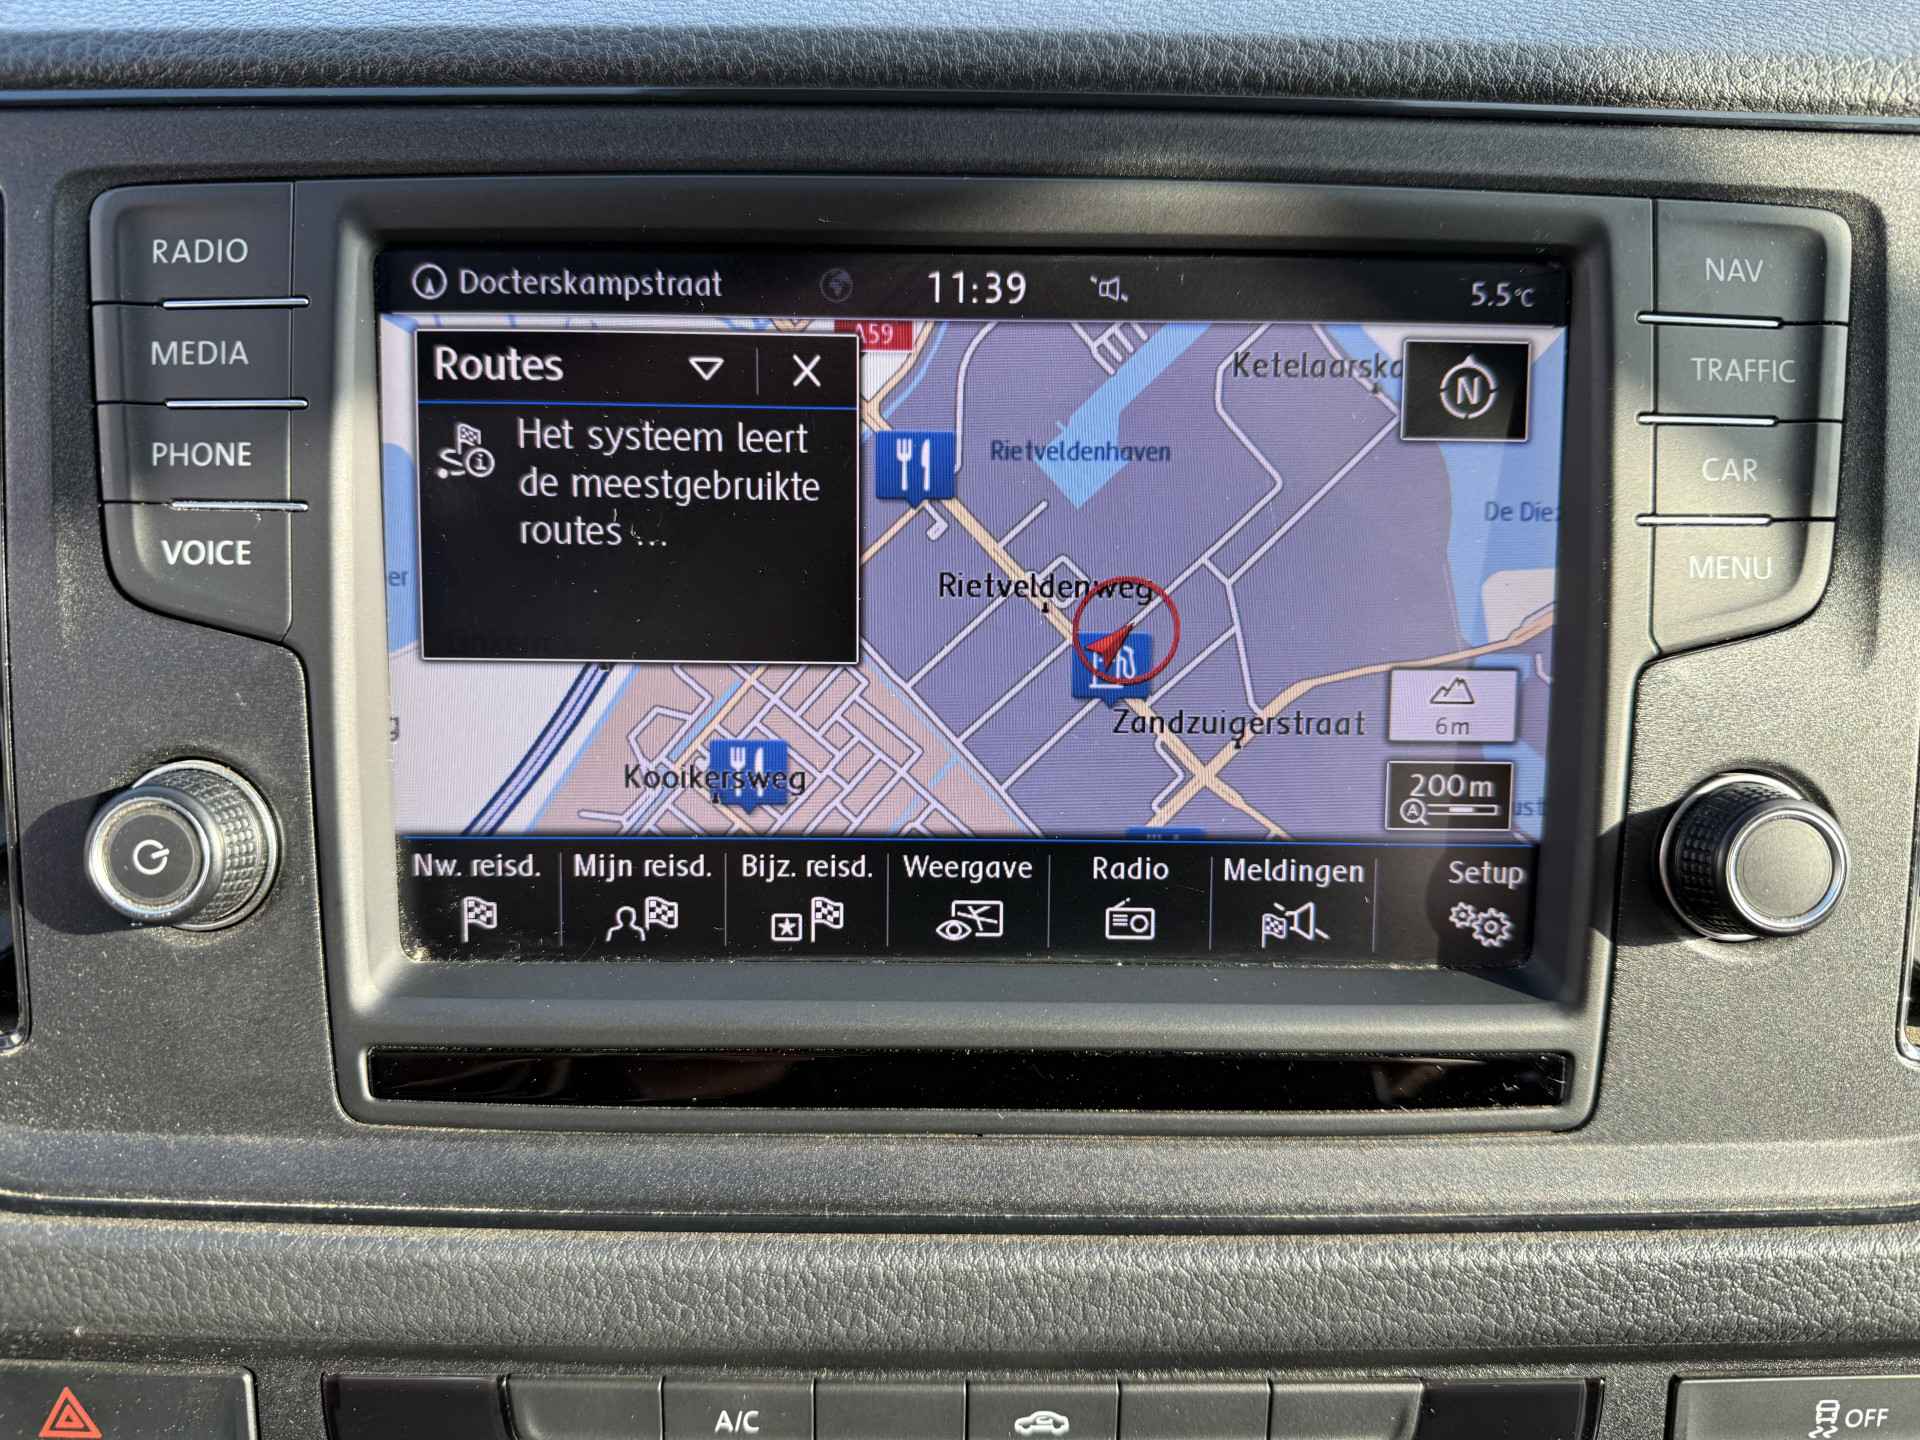 RADIO
MEDIA
PHONE
VOICE
NAV
TRAFFIC
CAR
MENU
Docterskampstraat
11:39
5.5°C
Routes
Het systeem leert
de meestgebruikte
routes ...
A59
Ketelaarska
N
Rietveldenhaven
De Die
Rietveldenweg
Zandzuigerstraat
6m
Kooikersweg
200m
A
Nw. reisd.
Mijn reisd.
Bijz. reisd.
Weergave
Radio
Meldingen
Setup
A/C
OFF